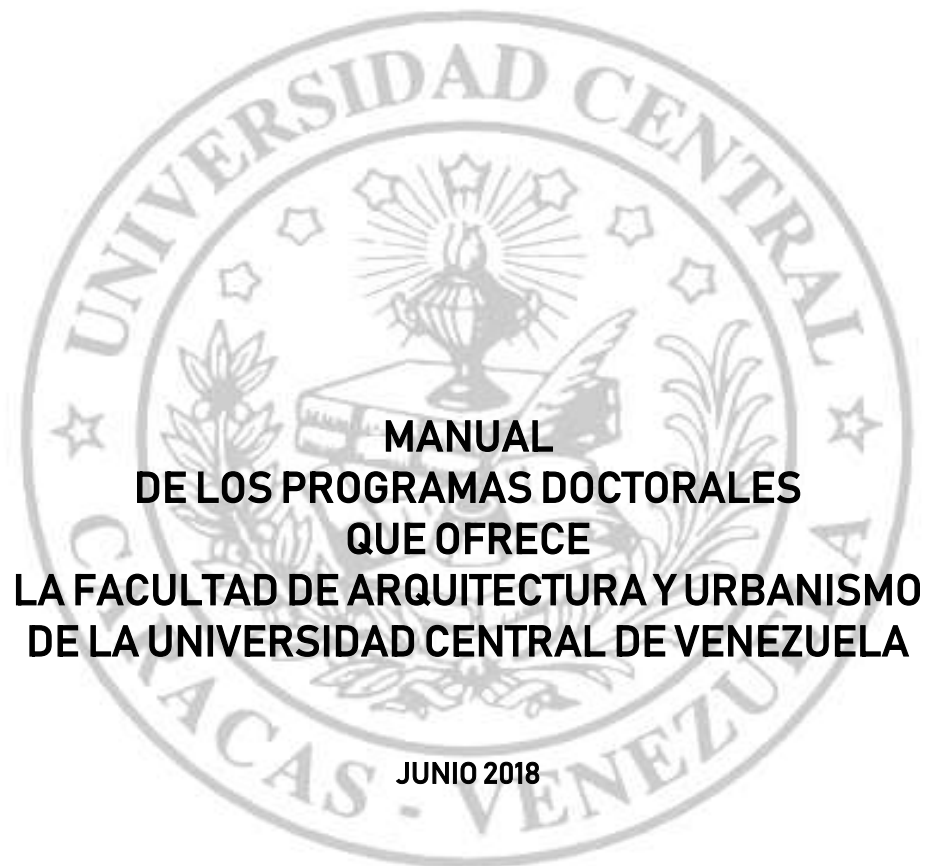 UNIVERSIDAD CENTRAL
MANUAL
DE LOS PROGRAMAS DOCTORALES
QUE OFRECE
LA FACULTAD DE ARQUITECTURA Y URBANISMO
DE LA UNIVERSIDAD CENTRAL DE VENEZUELA
JUNIO 2018
CARACAS - VENEZUELA